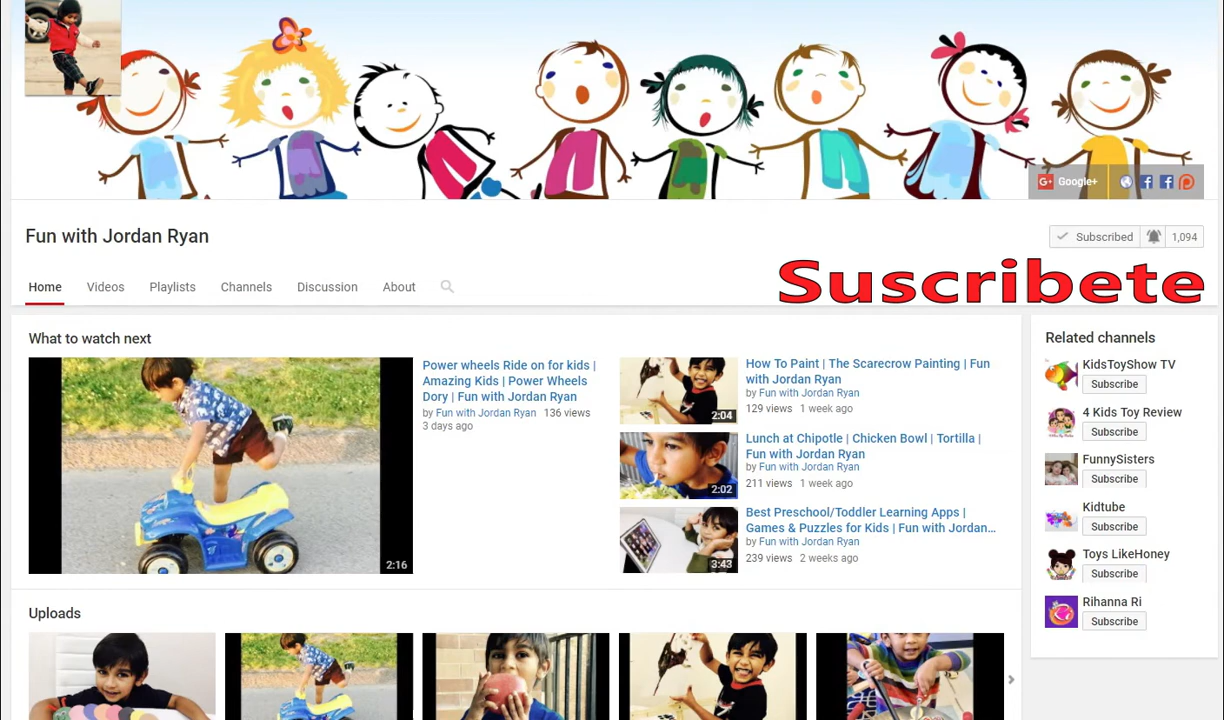 Google+
Fun with Jordan Ryan
Subscribed 1,094
Home Videos Playlists Channels Discussion About
Suscribete
What to watch next
2:16
Power wheels Ride on for kids |
Amazing Kids | Power Wheels
Dory | Fun with Jordan Ryan
by Fun with Jordan Ryan 136 views
3 days ago
2:04
How To Paint | The Scarecrow Painting | Fun
with Jordan Ryan
by Fun with Jordan Ryan
129 views 1 week ago
2:02
Lunch at Chipotle | Chicken Bowl | Tortilla |
Fun with Jordan Ryan
by Fun with Jordan Ryan
211 views 1 week ago
3:43
Best Preschool/Toddler Learning Apps |
Games & Puzzles for Kids | Fun with Jordan...
by Fun with Jordan Ryan
239 views 2 weeks ago
Uploads
Related channels
KidsToyShow TV
Subscribe
4 Kids Toy Review
Subscribe
FunnySisters
Subscribe
Kidtube
Subscribe
Toys LikeHoney
Subscribe
Rihanna Ri
Subscribe